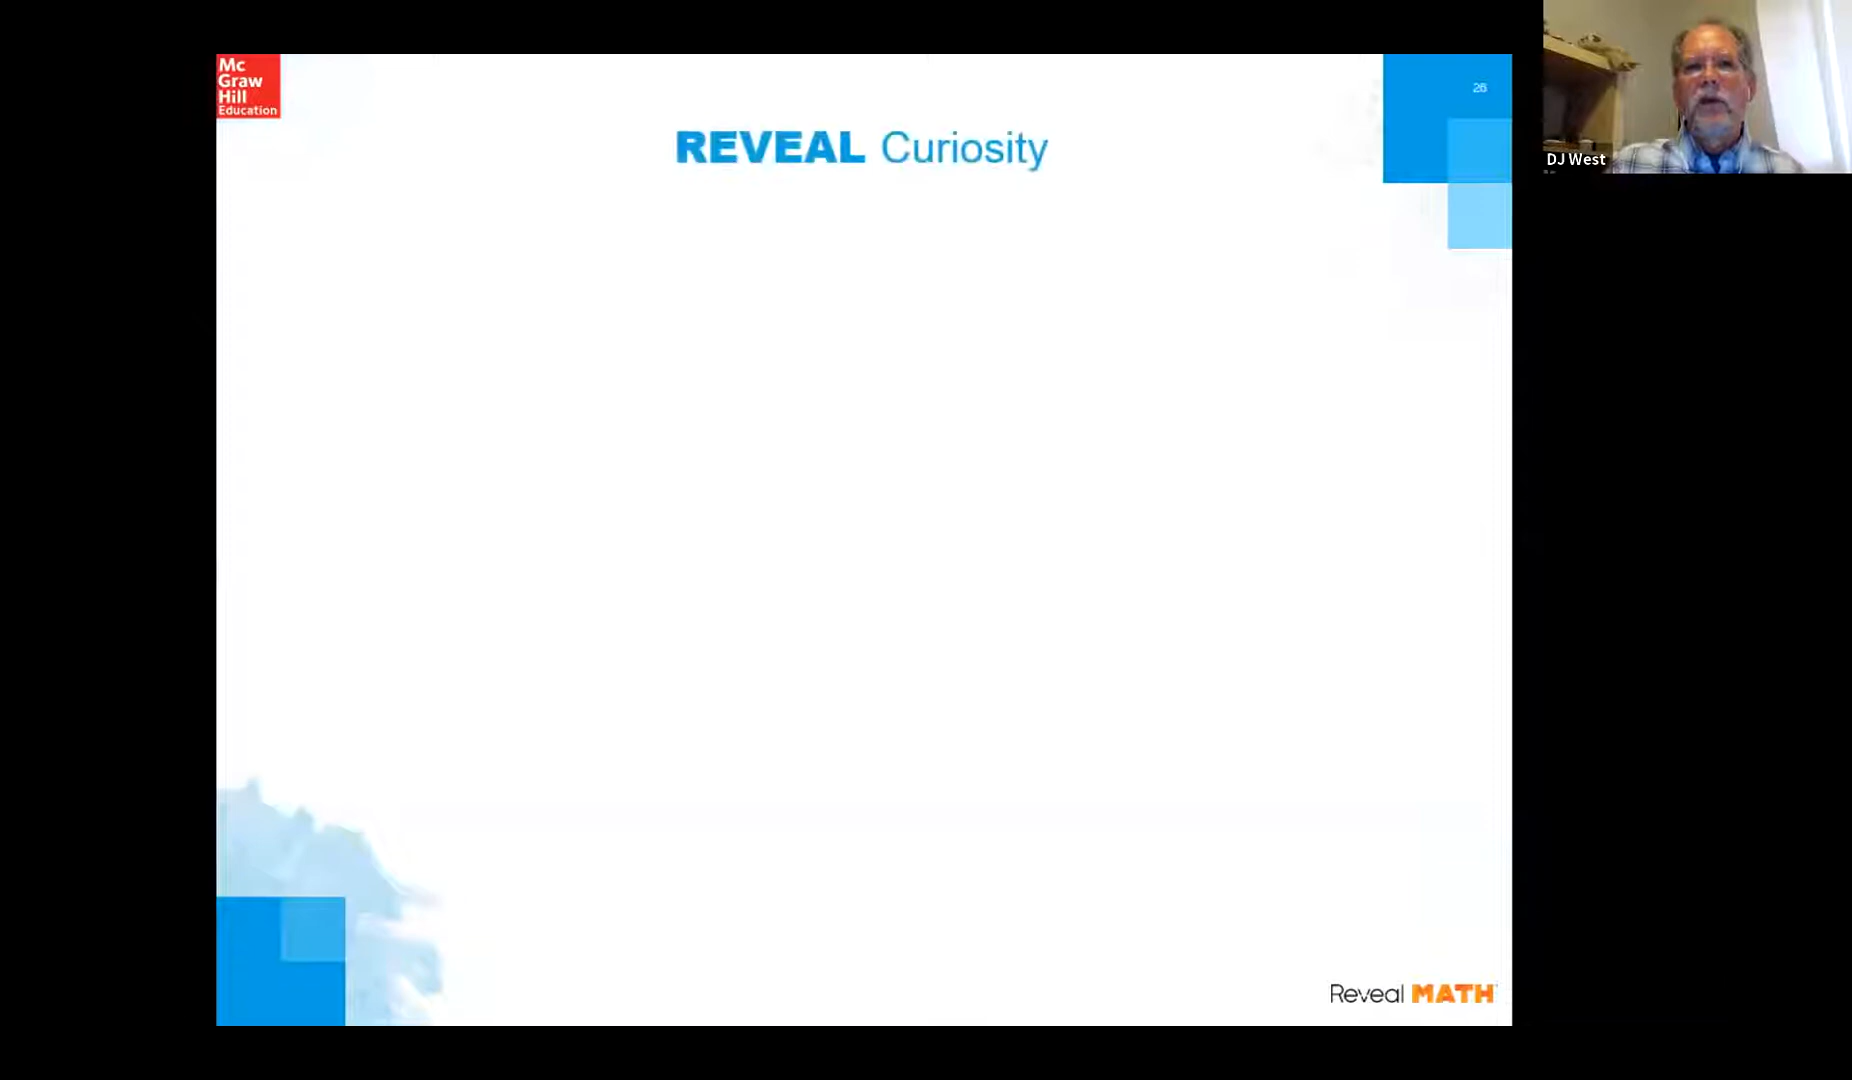 Mc
Graw
Hill
Education
26
REVEAL Curiosity
DJ West
Reveal MATH